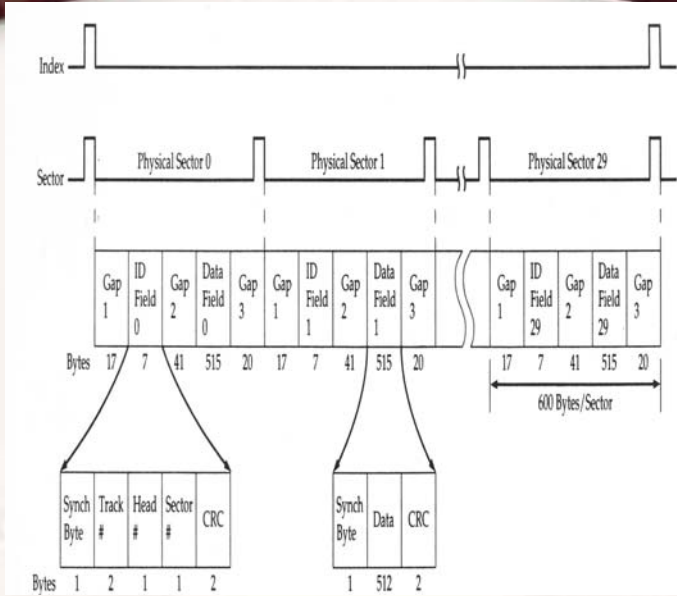 Index
Sector
Physical Sector 0
Physical Sector 1
Physical Sector 29
Gap 1
ID Field 0
Gap 2
Data Field 0
Gap 3
Gap 1
ID Field 1
Gap 2
Data Field 1
Gap 3
Gap 1
ID Field 29
Gap 2
Data Field 29
Gap 3
Bytes 17 7 41 515 20 17 7 41 515 20 17 7 41 515 20
600 Bytes/Sector
Synch Byte
Track #
Head #
Sector #
CRC
Synch Byte
Data
CRC
Bytes 1 2 1 1 2 1 512 2